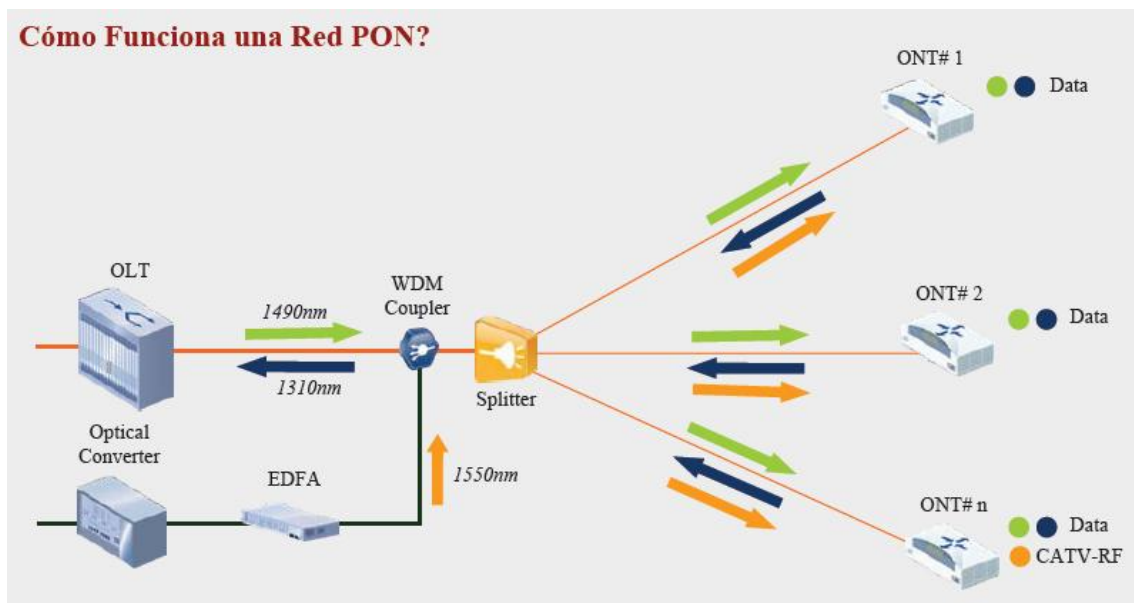 Cómo Funciona una Red PON?
ONT# 1
Data
OLT
1490nm
1310nm
WDM
Coupler
Splitter
ONT# 2
Data
Optical
Converter
EDFA
1550nm
ONT# n
Data
CATV-RF